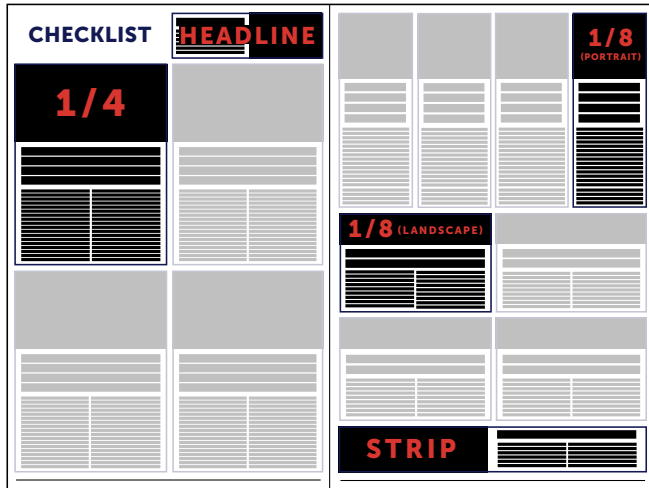 CHECKLIST
HEADLINE
1/4
1/8
(PORTRAIT)
1/8 (LANDSCAPE)
STRIP